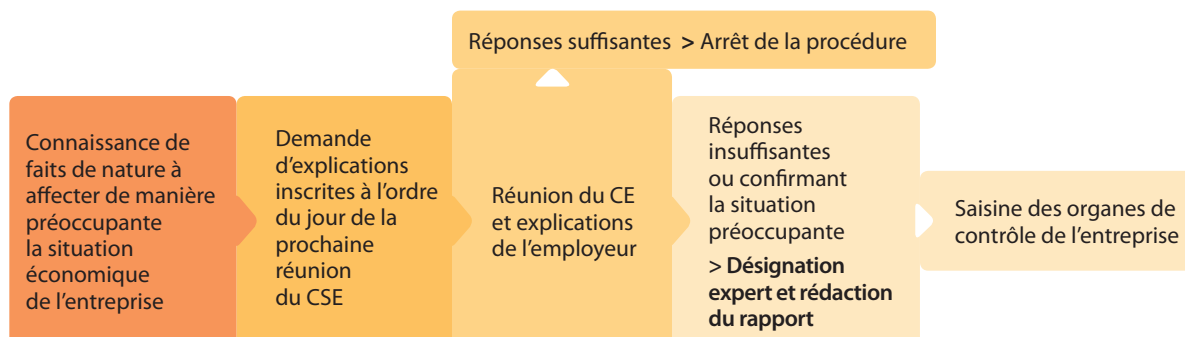 Réponses suffisantes > Arrêt de la procédure
Connaissance de
faits de nature à
affecter de manière
préoccupante
la situation
économique
de l’entreprise
Demande
d’explications
inscrites à l’ordre
du jour de la
prochaine
réunion
du CSE
Réunion du CE
et explications
de l’employeur
Réponses
insuffisantes
ou confirmant
la situation
préoccupante
> Désignation
expert et rédaction
du rapport
Saisine des organes de
contrôle de l’entreprise